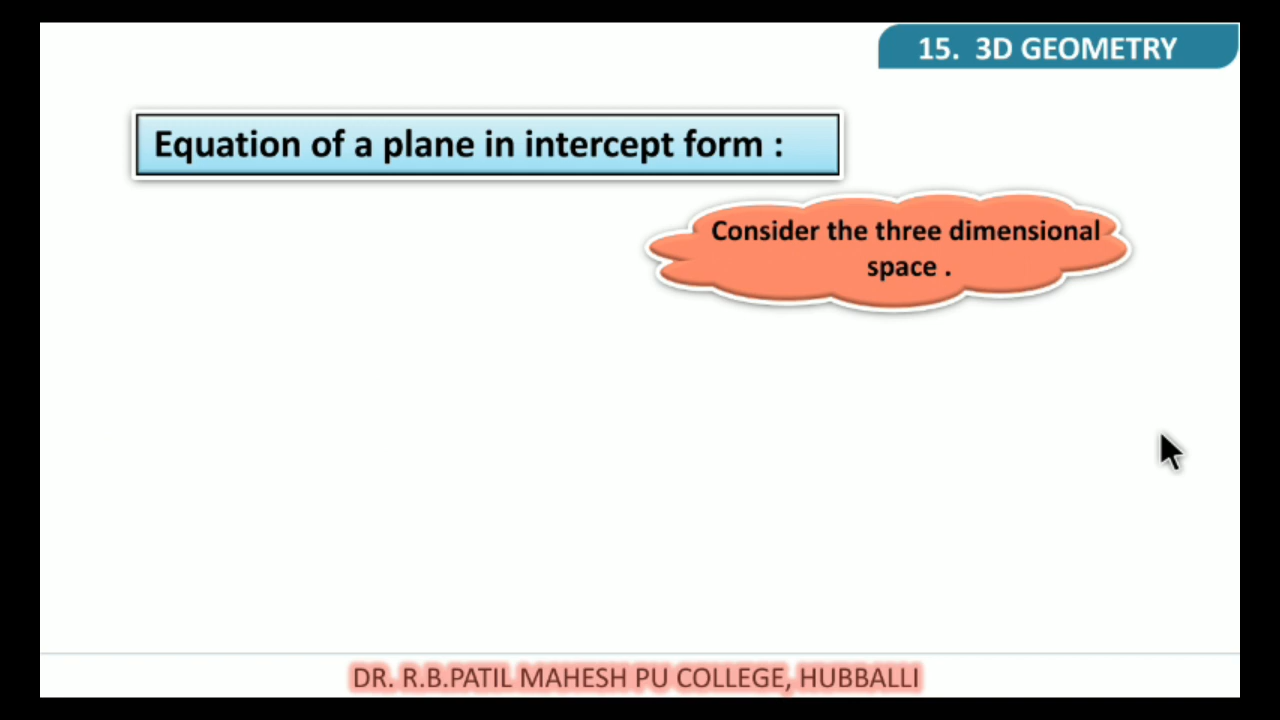 15. 3D GEOMETRY
Equation of a plane in intercept form :
Consider the three dimensional
space .
DR. R.B.PATIL MAHESH PU COLLEGE, HUBBALLI